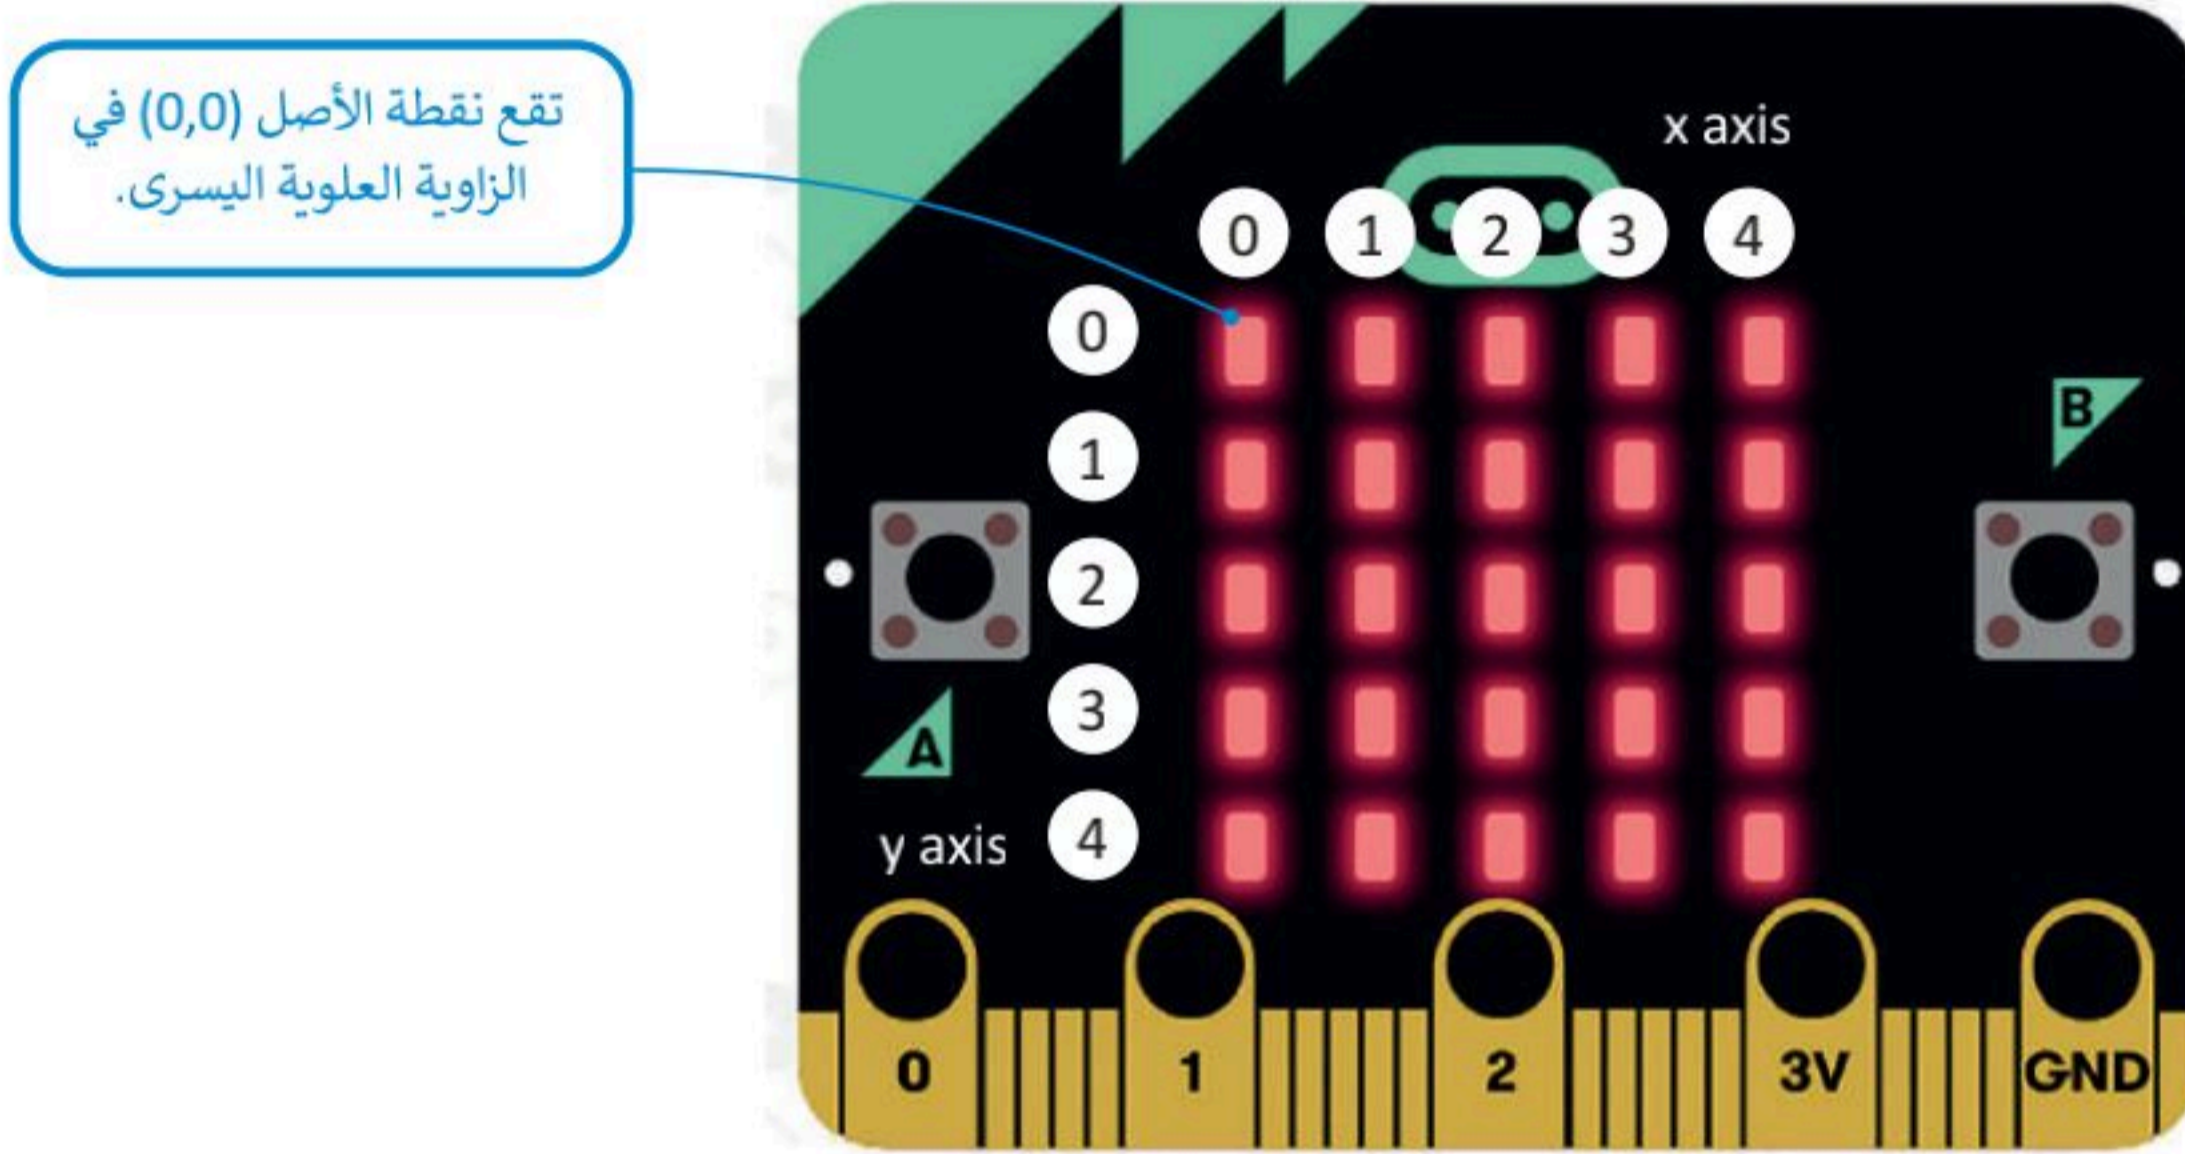 تقع نقطة الأصل (0,0) في
الزاوية العلوية اليسرى.
x axis
0 1 2 3 4
0
1
2
3
4
B
A
y axis
0 1 2 3V GND